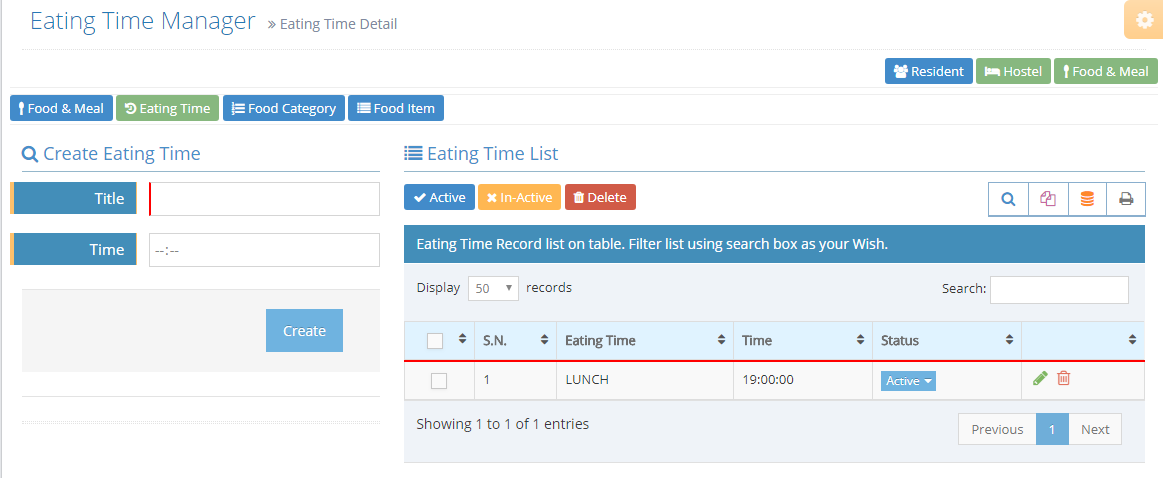 Eating Time Manager » Eating Time Detail
Resident Hostel Food & Meal
Food & Meal Eating Time Food Category Food Item
Create Eating Time
Title
Time --:--
Create
Eating Time List
Active In-Active Delete
Eating Time Record list on table. Filter list using search box as your Wish.
Display 50 records Search:
S.N. Eating Time Time Status
1 LUNCH 19:00:00 Active
Showing 1 to 1 of 1 entries
Previous 1 Next